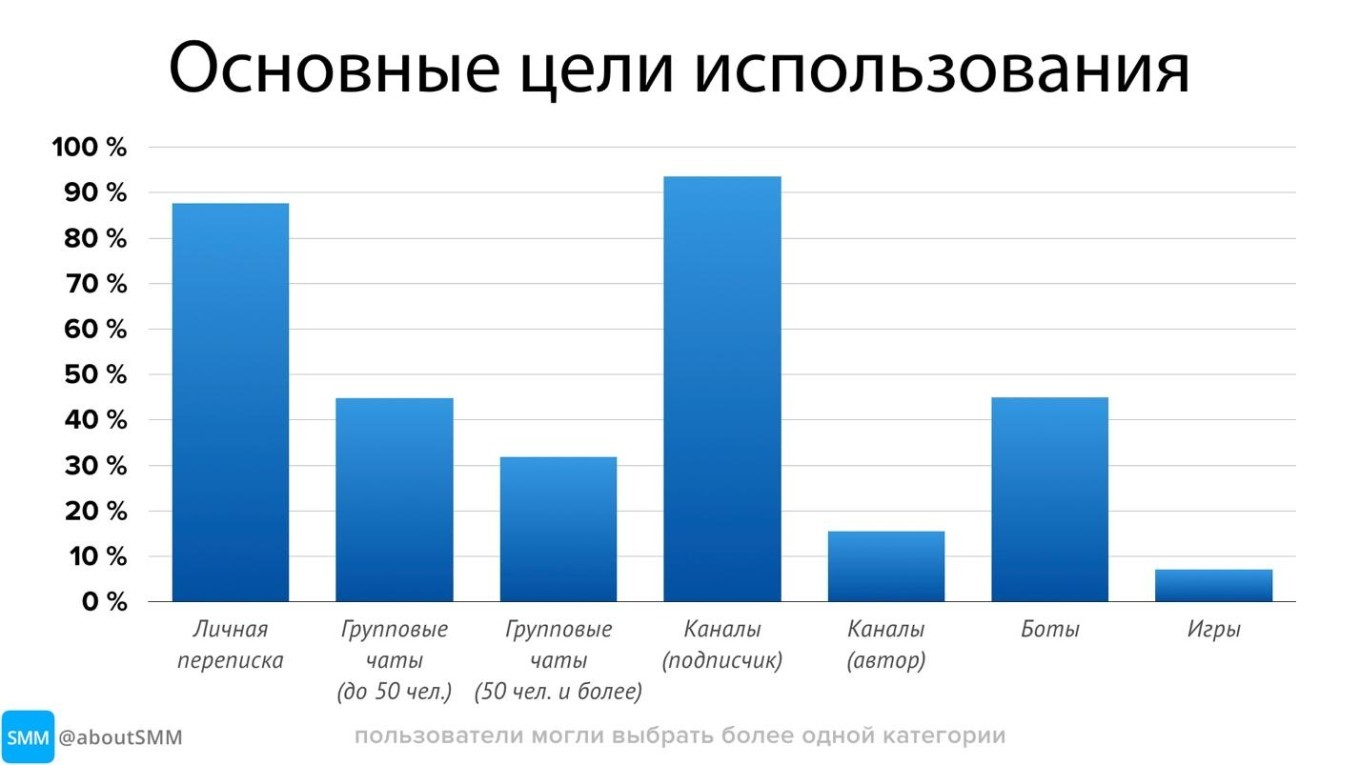 Основные цели использования
100 %
90 %
80 %
70 %
60 %
50 %
40 %
30 %
20 %
10 %
0 %
Личная
переписка
Групповые
чаты
(до 50 чел.)
Групповые
чаты
(50 чел. и более)
Каналы
(подписчик)
Каналы
(автор)
Боты
Игры
SMM @aboutSMM
пользователи могли выбрать более одной категории